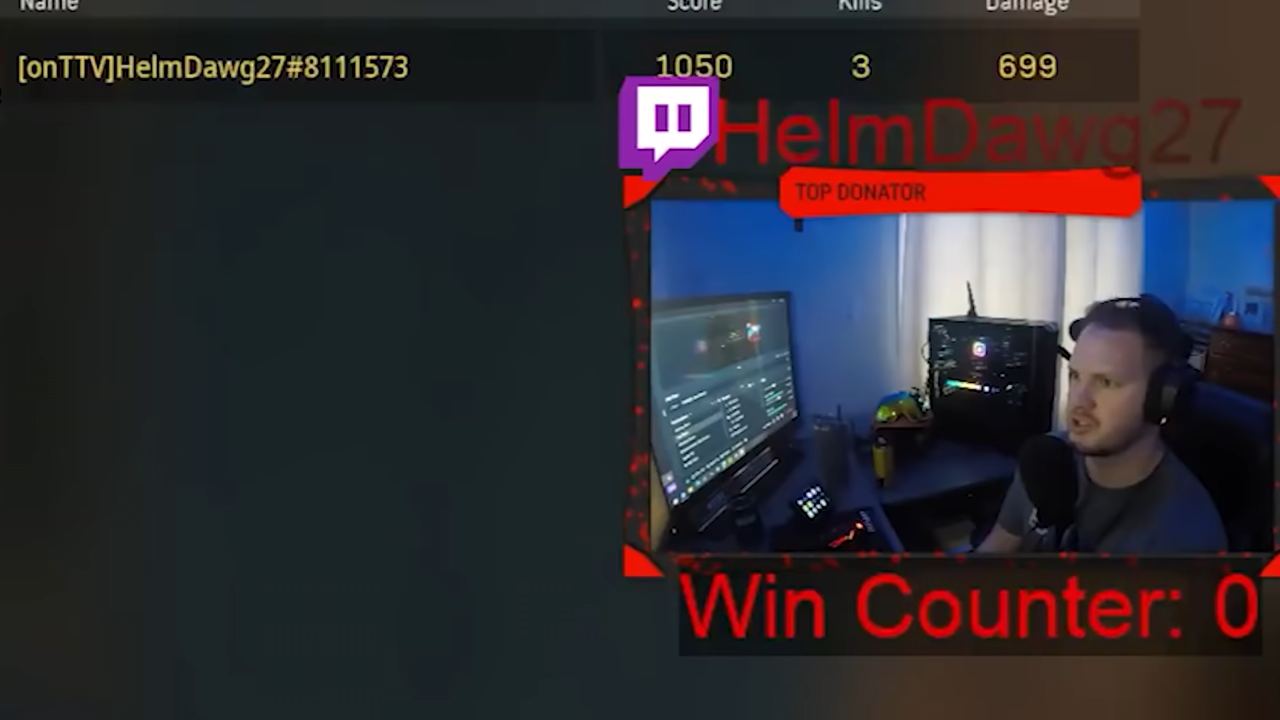 Name Score Kills Damage
[onTTV]HelmDawg27#8111573 1050 3 699
HelmDawg27
TOP DONATOR
Win Counter: 0